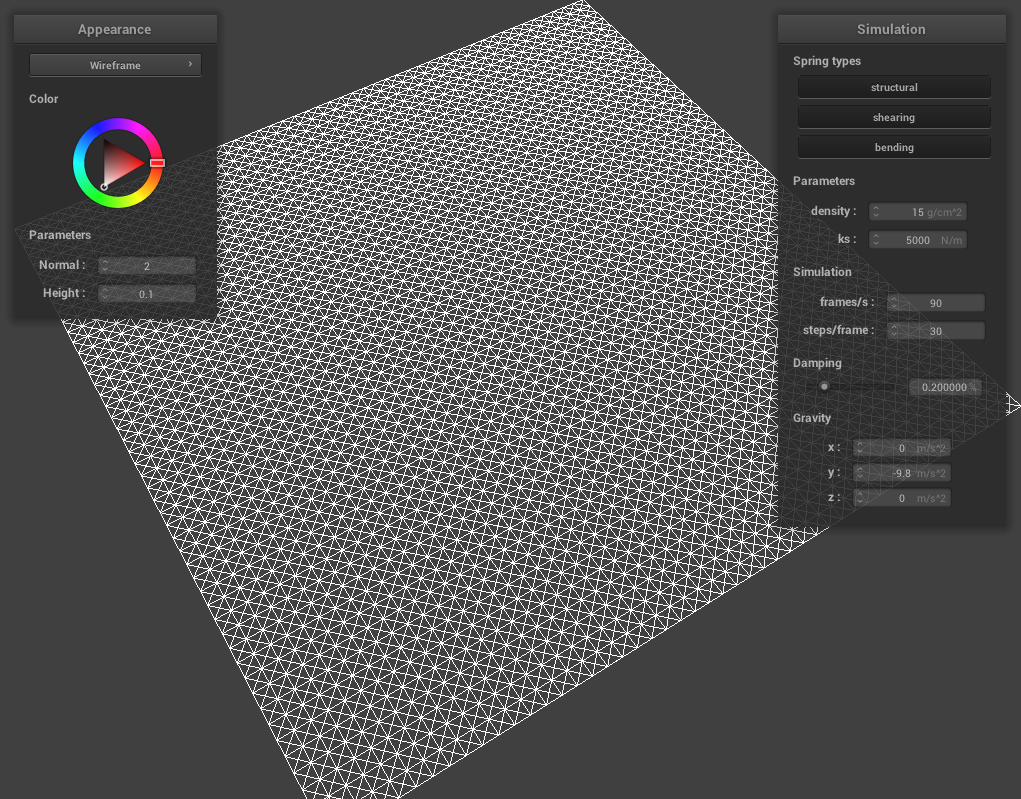 Appearance
Wireframe
Color
Parameters
Normal : 2
Height : 0.1
Simulation
Spring types
structural
shearing
bending
Parameters
density : 15 g/cm^2
ks : 5000 N/m
Simulation
frames/s : 90
steps/frame : 30
Damping
0.200000 %
Gravity
x : 0 m/s^2
y : -9.8 m/s^2
z : 0 m/s^2